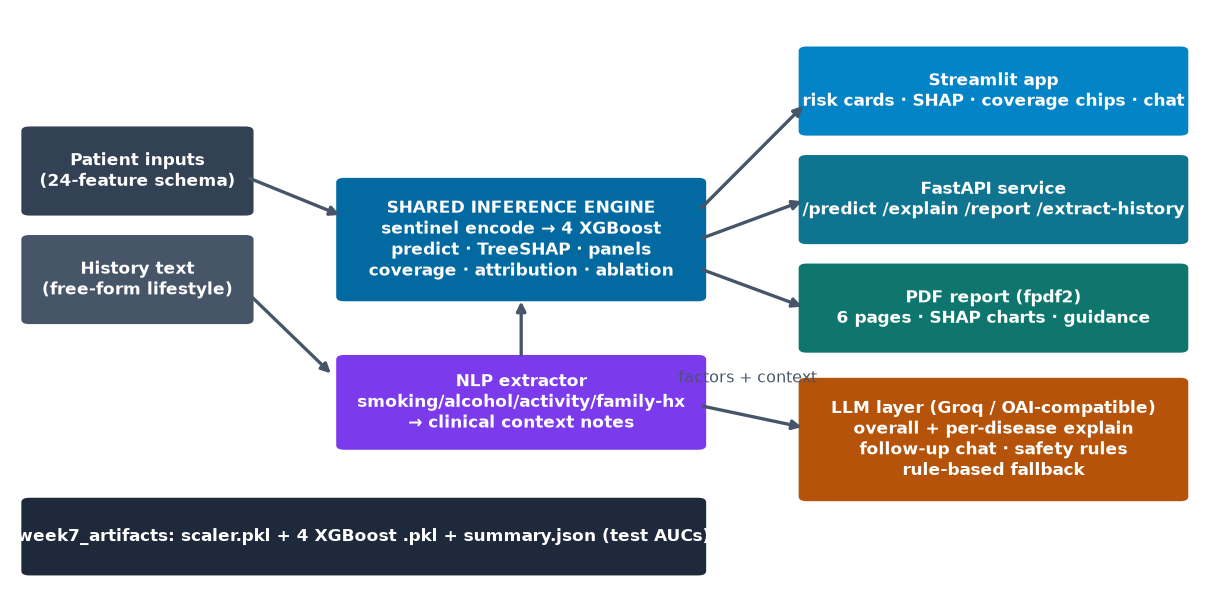 Patient inputs
(24-feature schema)
History text
(free-form lifestyle)
SHARED INFERENCE ENGINE
sentinel encode → 4 XGBoost
predict · TreeSHAP · panels
coverage · attribution · ablation
NLP extractor
smoking/alcohol/activity/family-hx
→ clinical context notes
factors + context
Streamlit app
risk cards · SHAP · coverage chips · chat
FastAPI service
/predict /explain /report /extract-history
PDF report (fpdf2)
6 pages · SHAP charts · guidance
LLM layer (Groq / OAI-compatible)
overall + per-disease explain
follow-up chat · safety rules
rule-based fallback
week7_artifacts: scaler.pkl + 4 XGBoost .pkl + summary.json (test AUCs)